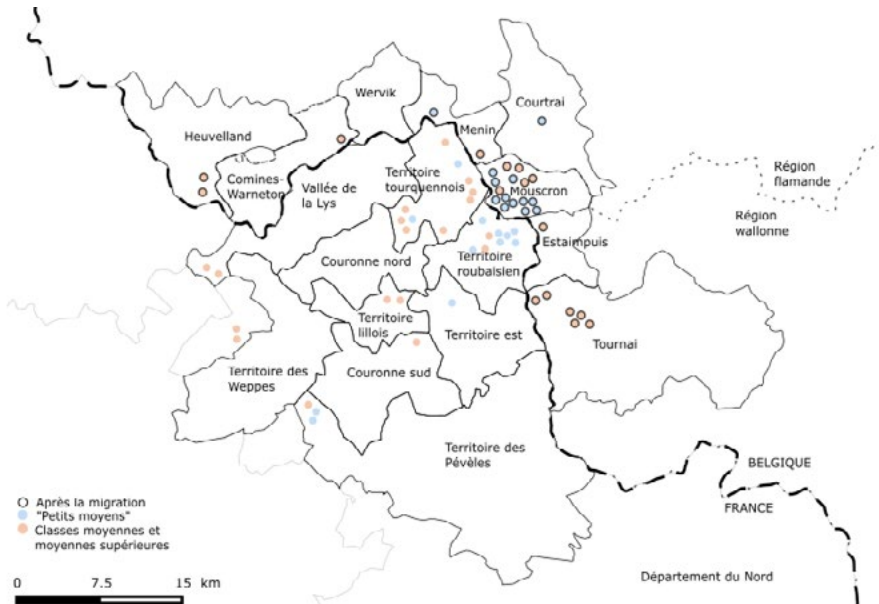 Wervik
Courtrai
Heuvelland
Menin
Comines-
Warneton
Vallée de
la Lys
Territoire
tourquennois
Mouscron
Région
flamande
Région
wallonne
Estaimpuis
Couronne nord
Territoire
roubaisien
Territoire
lillois
Territoire est
Tournai
Territoire des
Weppes
Couronne sud
Territoire des
Pévèles
BELGIQUE
FRANCE
Après la migration
"Petits moyens"
Classes moyennes et
moyennes supérieures
0 7.5 15 km
Département du Nord